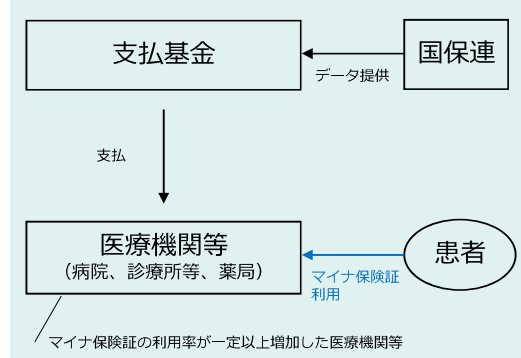 支払基金
国保連
データ提供
支払
医療機関等
（病院、診療所等、薬局）
患者
マイナ保険証
利用
マイナ保険証の利用率が一定以上増加した医療機関等